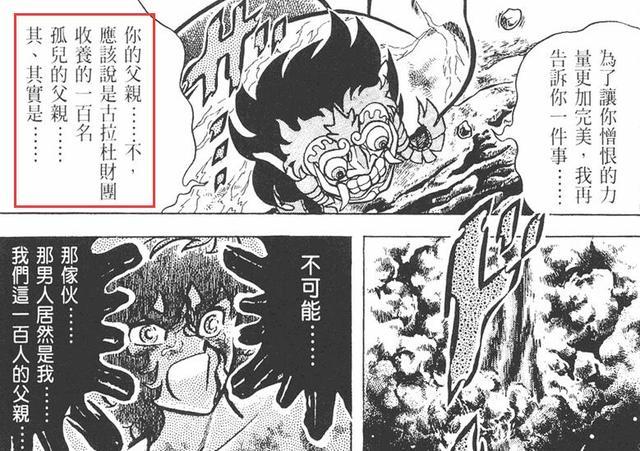 為了讓你憎恨的力
量更加完美，我再
告訴你一件事……
你的父親……不，
應該說是古拉杜財團
收養的一百名
孤兒的父親……
其、其實是……
ドドド
不可能……
那傢伙……
那男人居然是我……
我們這一百人的父親……